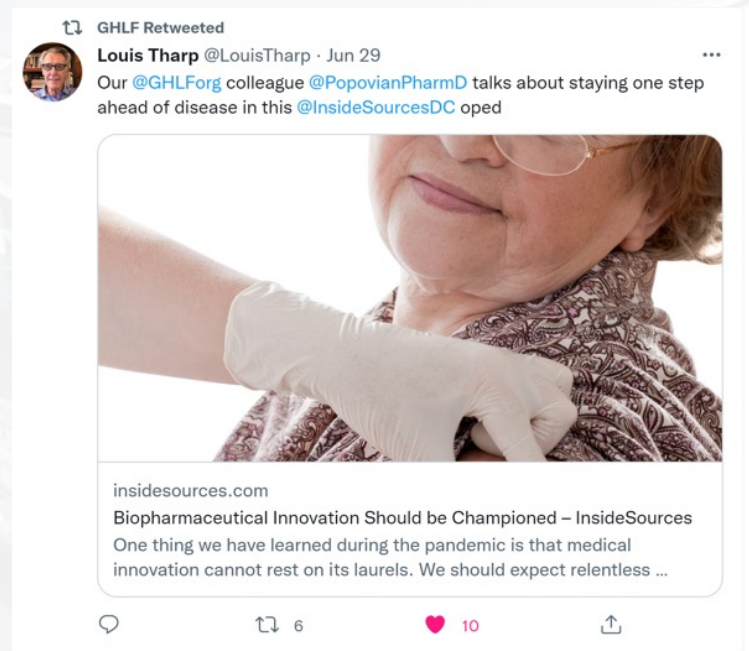 GHLF Retweeted
Louis Tharp @LouisTharp · Jun 29
Our @GHLForg colleague @PopovianPharmD talks about staying one step
ahead of disease in this @InsideSourcesDC oped
insidesources.com
Biopharmaceutical Innovation Should be Championed – InsideSources
One thing we have learned during the pandemic is that medical
innovation cannot rest on its laurels. We should expect relentless ...
6 10